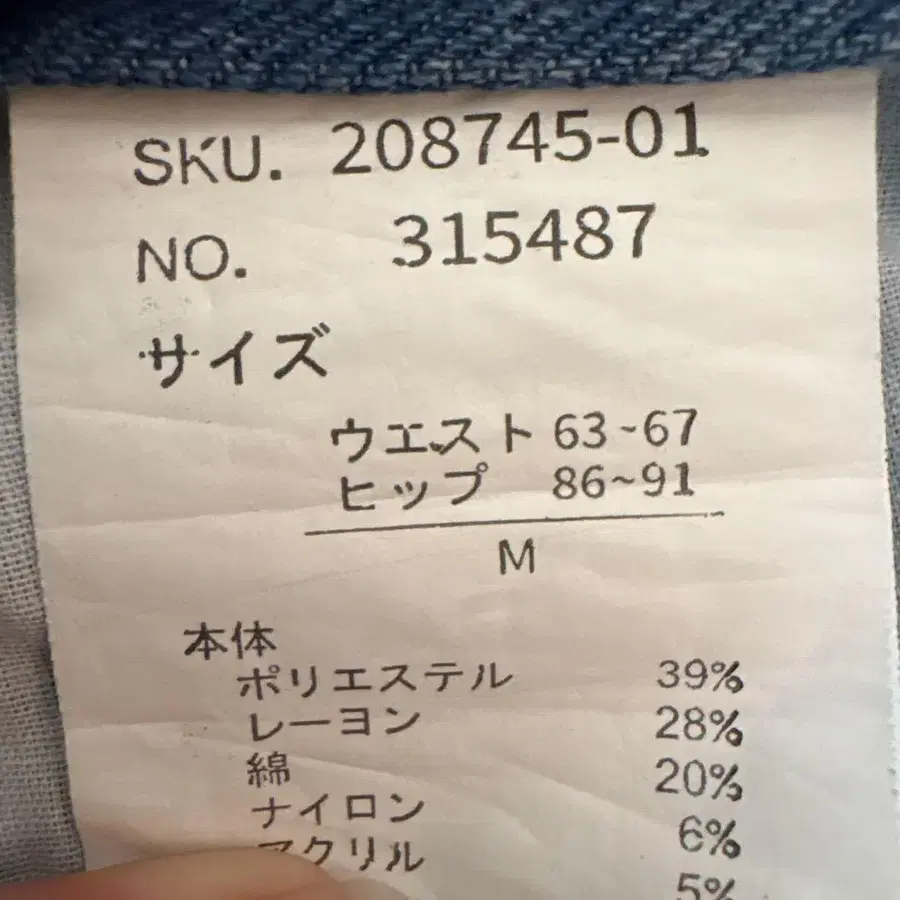 SKU. 208745-01
NO. 315487
サイズ
ウエスト 63~67
ヒップ 86~91
M
本体
ポリエステル 39%
レーヨン 28%
綿 20%
ナイロン 6%
アクリル 5%